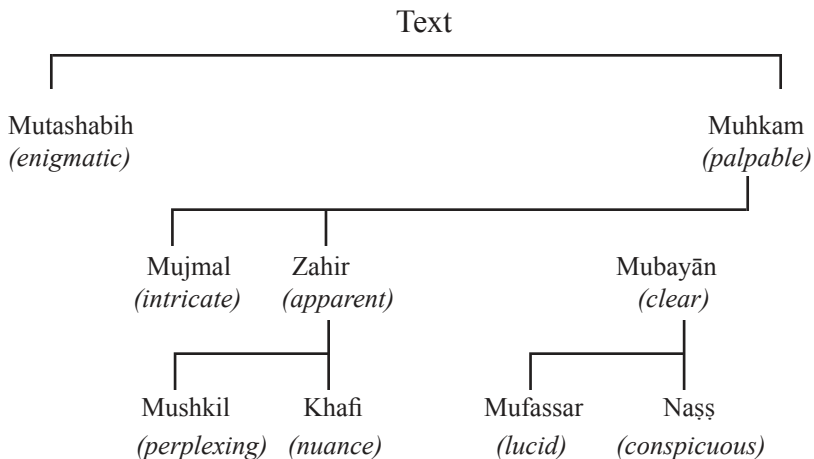 Text
Mutashabih
(enigmatic)
Muhkam
(palpable)
Mujmal
(intricate)
Zahir
(apparent)
Mubayān
(clear)
Mushkil
(perplexing)
Khafi
(nuance)
Mufassar
(lucid)
Naṣṣ
(conspicuous)